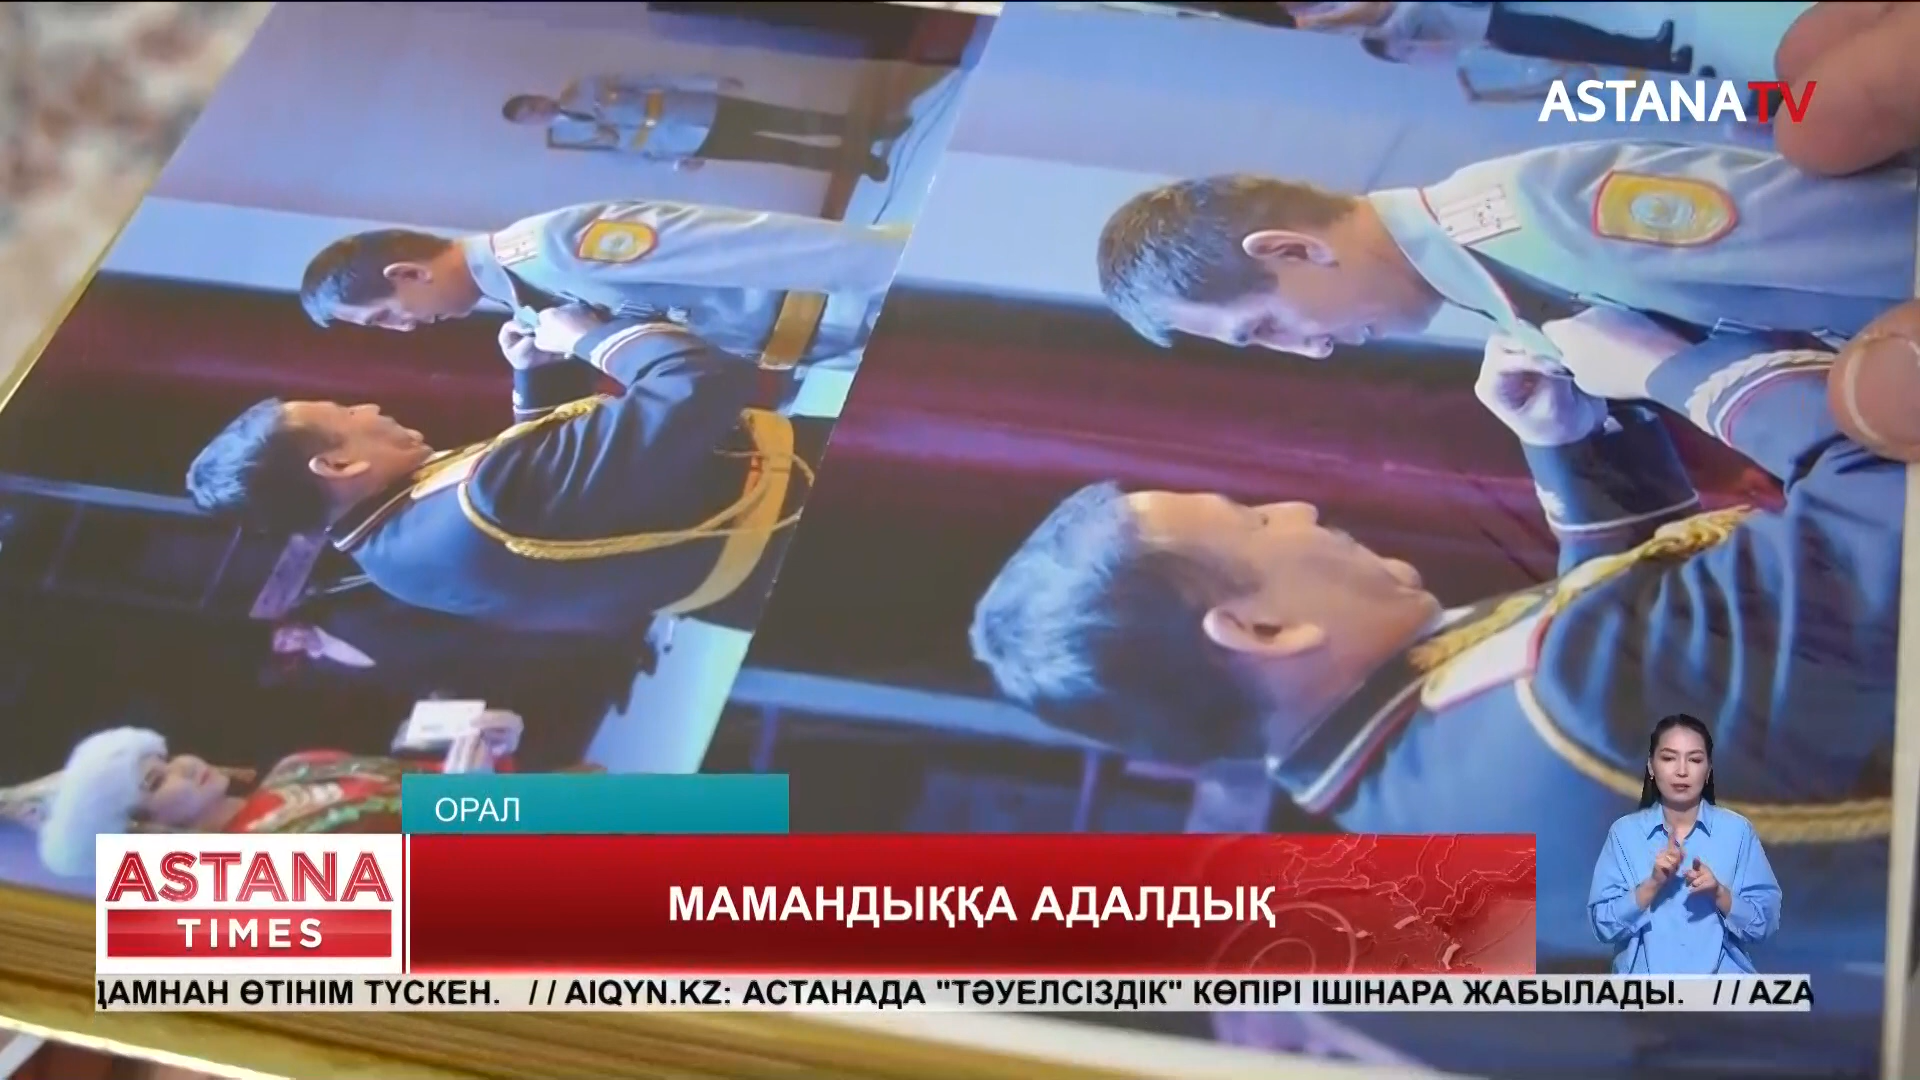 ASTANATV
ОРАЛ
ASTANA
TIMES
МАМАНДЫҚҚА АДАЛДЫҚ
ДАМНАН ӨТІНІМ ТҮСКЕН. // AIQYN.KZ: АСТАНАДА "ТӘУЕЛСІЗДІК" КӨПІРІ ІШІНАРА ЖАБЫЛАДЫ. // AZA